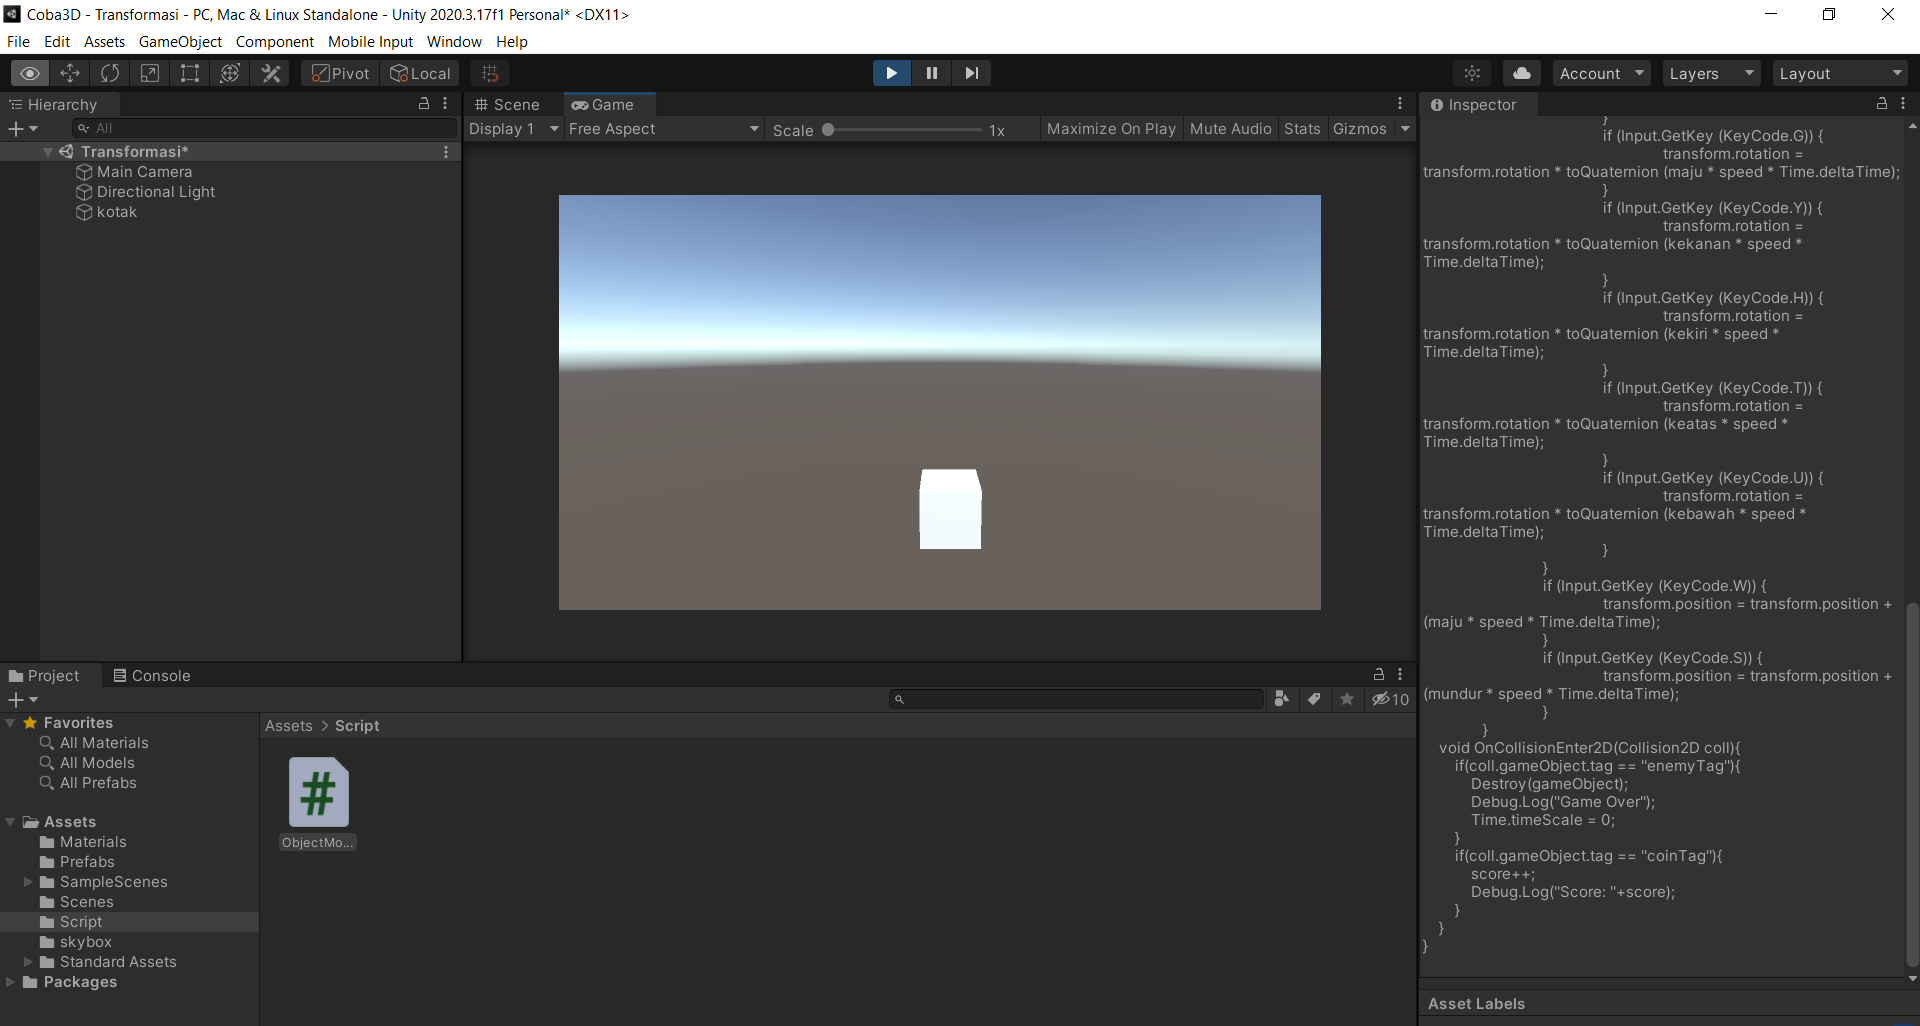 Coba3D - Transformasi - PC, Mac & Linux Standalone - Unity 2020.3.17f1 Personal* <DX11>
File Edit Assets GameObject Component Mobile Input Window Help
Pivot Local Account Layers Layout
Hierarchy
All
Transformasi*
Main Camera
Directional Light
kotak
Scene Game
Display 1 Free Aspect Scale 1x Maximize On Play Mute Audio Stats Gizmos
Inspector
}
if (Input.GetKey (KeyCode.G)) {
transform.rotation =
transform.rotation * toQuaternion (maju * speed * Time.deltaTime);
}
if (Input.GetKey (KeyCode.Y)) {
transform.rotation =
transform.rotation * toQuaternion (kekanan * speed *
Time.deltaTime);
}
if (Input.GetKey (KeyCode.H)) {
transform.rotation =
transform.rotation * toQuaternion (kekiri * speed *
Time.deltaTime);
}
if (Input.GetKey (KeyCode.T)) {
transform.rotation =
transform.rotation * toQuaternion (keatas * speed *
Time.deltaTime);
}
if (Input.GetKey (KeyCode.U)) {
transform.rotation =
transform.rotation * toQuaternion (kebawah * speed *
Time.deltaTime);
}
}
if (Input.GetKey (KeyCode.W)) {
transform.position = transform.position +
(maju * speed * Time.deltaTime);
}
if (Input.GetKey (KeyCode.S)) {
transform.position = transform.position +
(mundur * speed * Time.deltaTime);
}
}
void OnCollisionEnter2D(Collision2D coll){
if(coll.gameObject.tag == "enemyTag"){
Destroy(gameObject);
Debug.Log("Game Over");
Time.timeScale = 0;
}
if(coll.gameObject.tag == "coinTag"){
score++;
Debug.Log("Score: "+score);
}
}
}
Asset Labels
Project Console
10
Favorites
All Materials
All Models
All Prefabs
Assets
Materials
Prefabs
SampleScenes
Scenes
Script
skybox
Standard Assets
Packages
Assets > Script
#
ObjectMo...